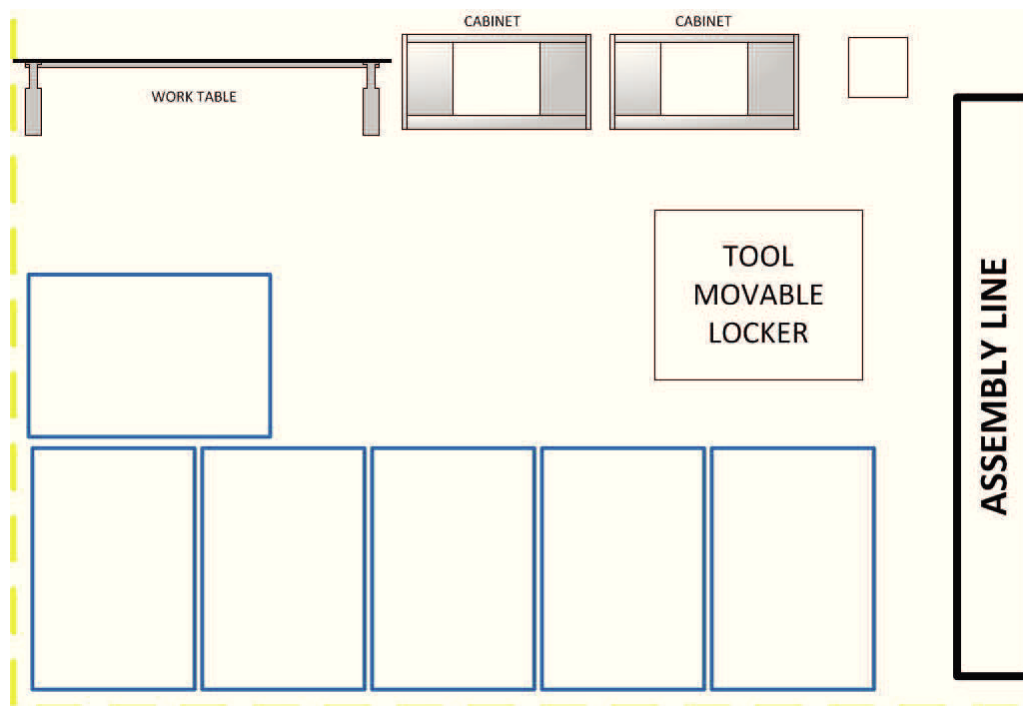 CABINET
CABINET
WORK TABLE
TOOL
MOVABLE
LOCKER
ASSEMBLY LINE